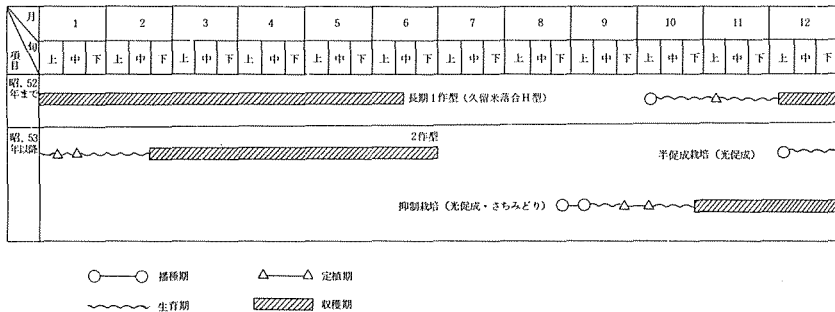 月
旬
項目
1 2 3 4 5 6 7 8 9 10 11 12
上 中 下 上 中 下 上 中 下 上 中 下 上 中 下 上 中 下 上 中 下 上 中 下 上 中 下 上 中 下 上 中 下 上 中 下
昭.52年まで
長期1作型（久留米落合H型）
昭.53年以降
2作型
半促成栽培（光促成）
抑制栽培（光促成・さちみどり）
播種期
定植期
生育期
収穫期